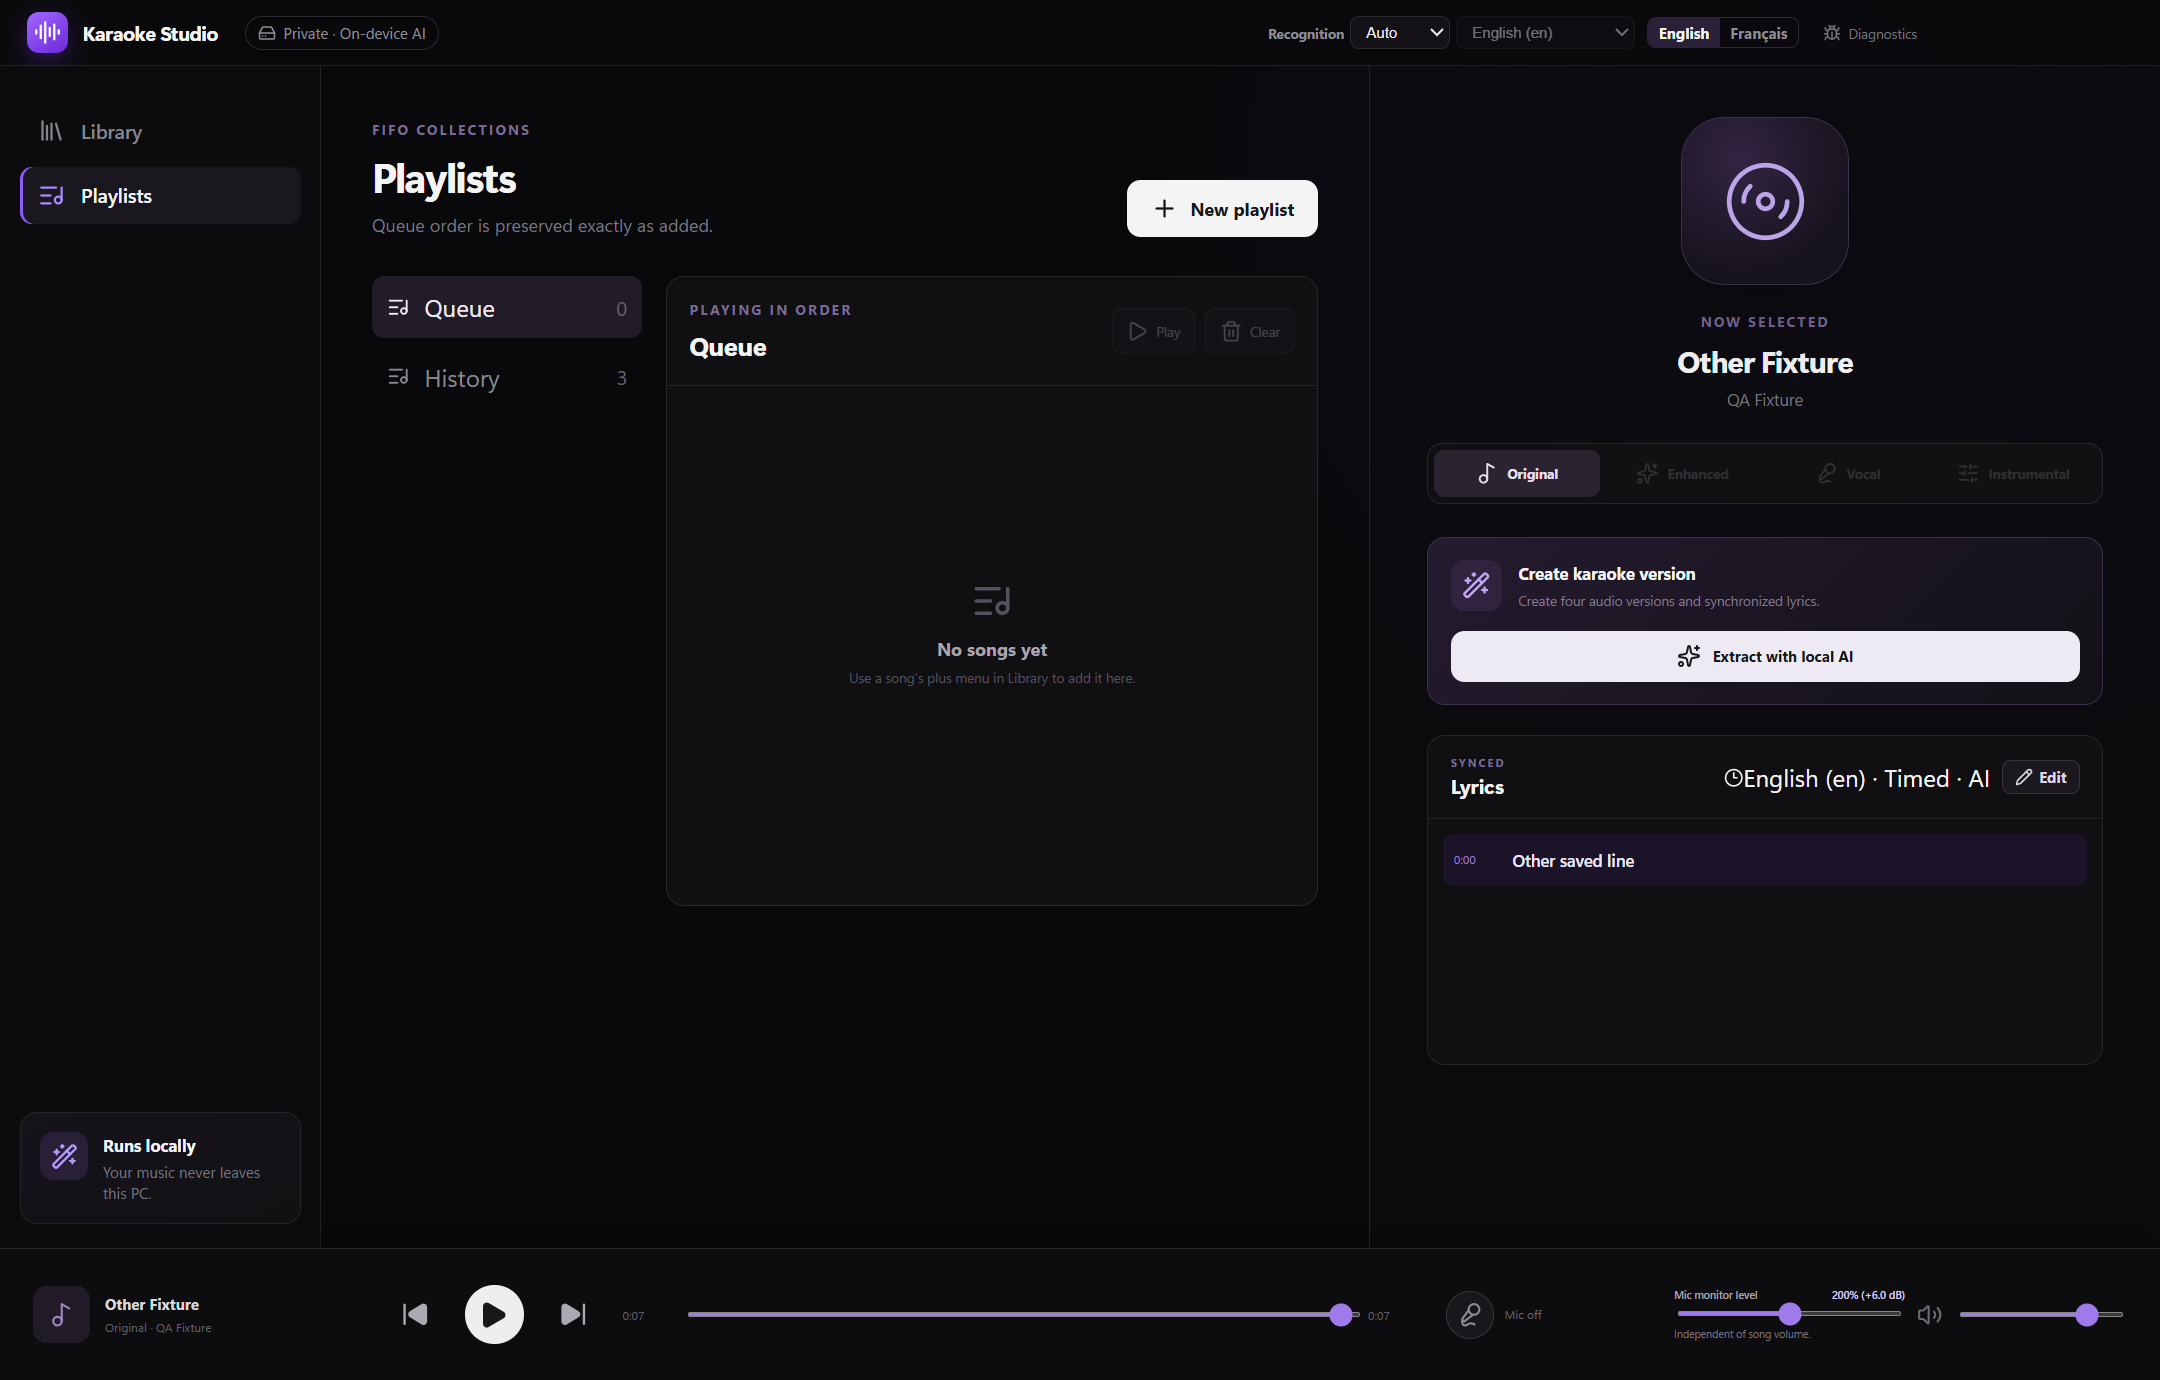 Karaoke Studio
Private · On-device AI
Recognition
Auto
English (en)
English
Français
Diagnostics
Library
Playlists
FIFO COLLECTIONS
Playlists
Queue order is preserved exactly as added.
New playlist
Queue
0
History
3
PLAYING IN ORDER
Queue
Play
Clear
No songs yet
Use a song's plus menu in Library to add it here.
NOW SELECTED
Other Fixture
QA Fixture
Original
Enhanced
Vocal
Instrumental
Create karaoke version
Create four audio versions and synchronized lyrics.
Extract with local AI
SYNCED
Lyrics
English (en) · Timed · AI
Edit
0:00
Other saved line
Runs locally
Your music never leaves
this PC.
Other Fixture
Original · QA Fixture
0:07
0:07
Mic off
Mic monitor level
200% (+6.0 dB)
Independent of song volume.